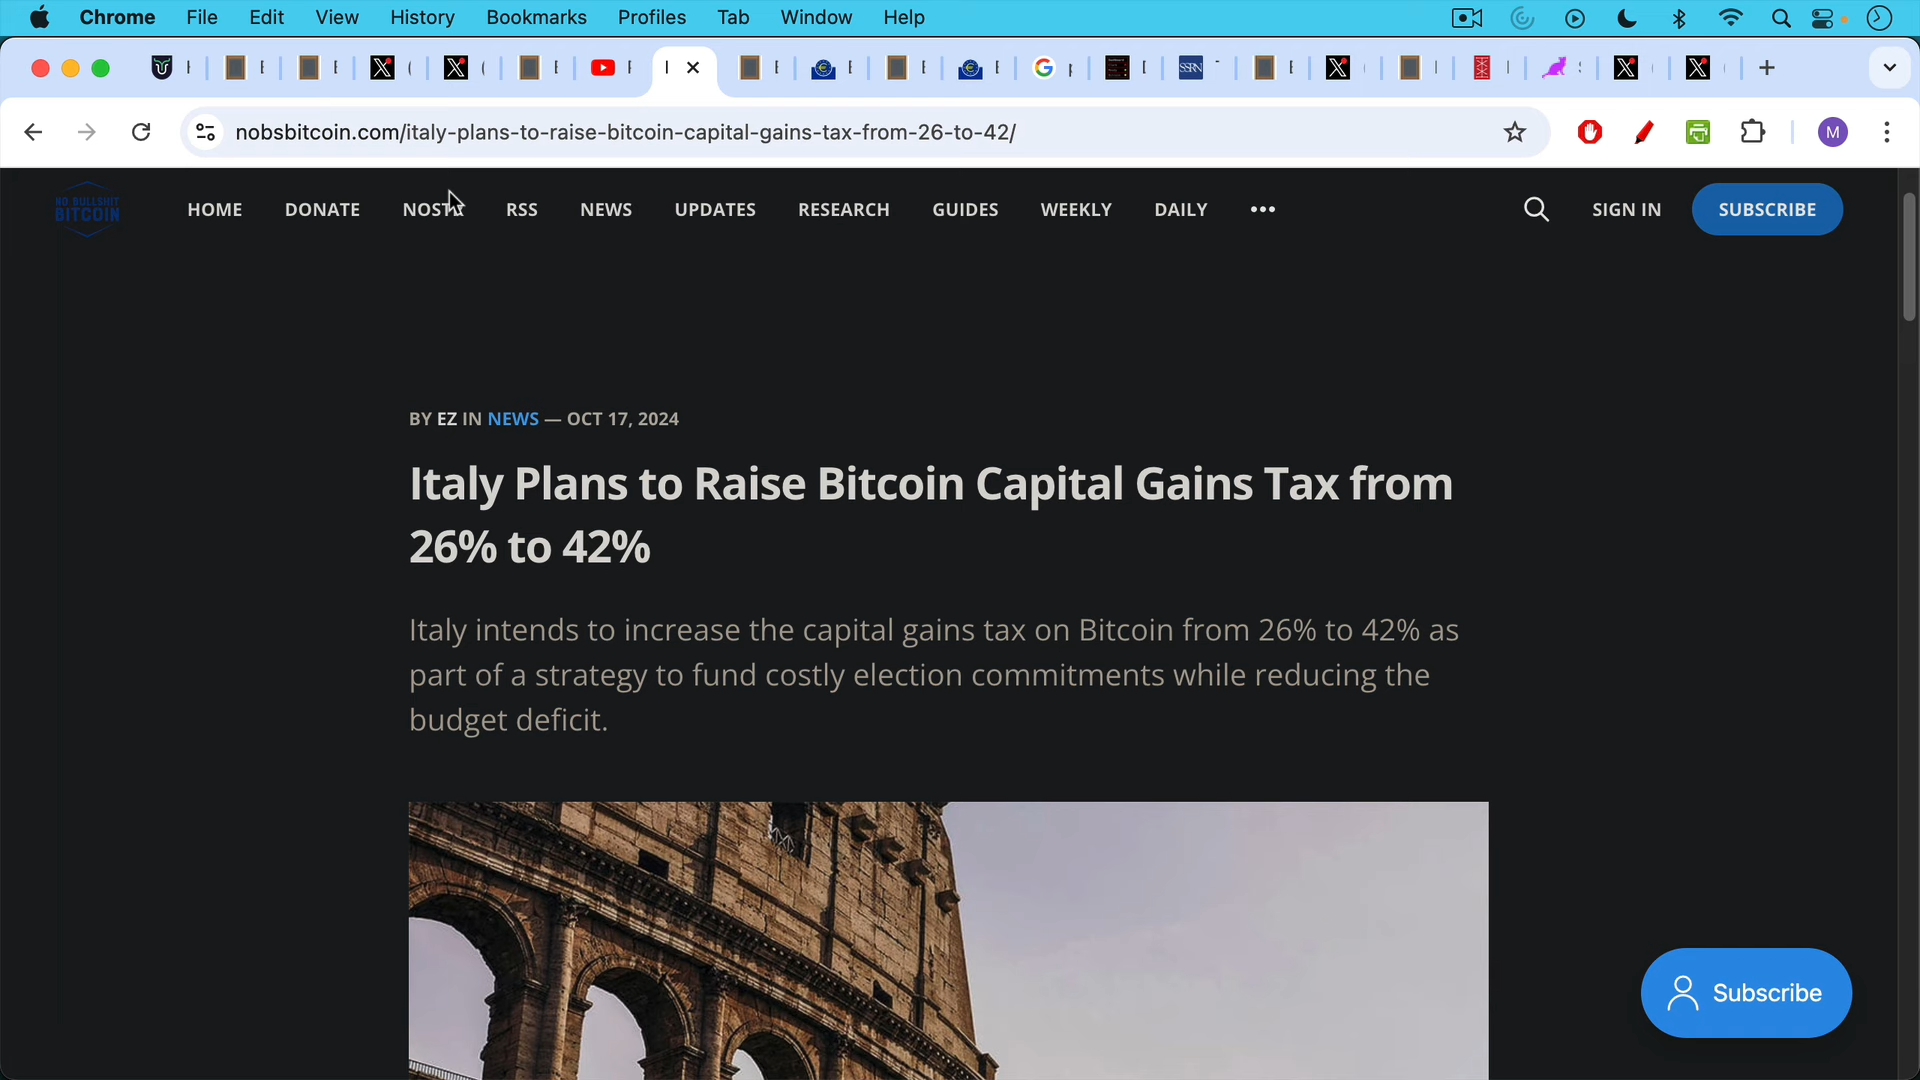 Chrome File Edit View History Bookmarks Profiles Tab Window Help
nobsbitcoin.com/italy-plans-to-raise-bitcoin-capital-gains-tax-from-26-to-42/
M
NO BULLSHIT
BITCOIN
HOME DONATE NOSTR RSS NEWS UPDATES RESEARCH GUIDES WEEKLY DAILY ••• SIGN IN SUBSCRIBE
BY EZ IN NEWS — OCT 17, 2024
Italy Plans to Raise Bitcoin Capital Gains Tax from
26% to 42%
Italy intends to increase the capital gains tax on Bitcoin from 26% to 42% as
part of a strategy to fund costly election commitments while reducing the
budget deficit.
Subscribe